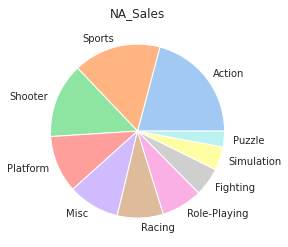 NA_Sales
Sports
Action
Shooter
Platform
Misc
Racing
Role-Playing
Fighting
Simulation
Puzzle